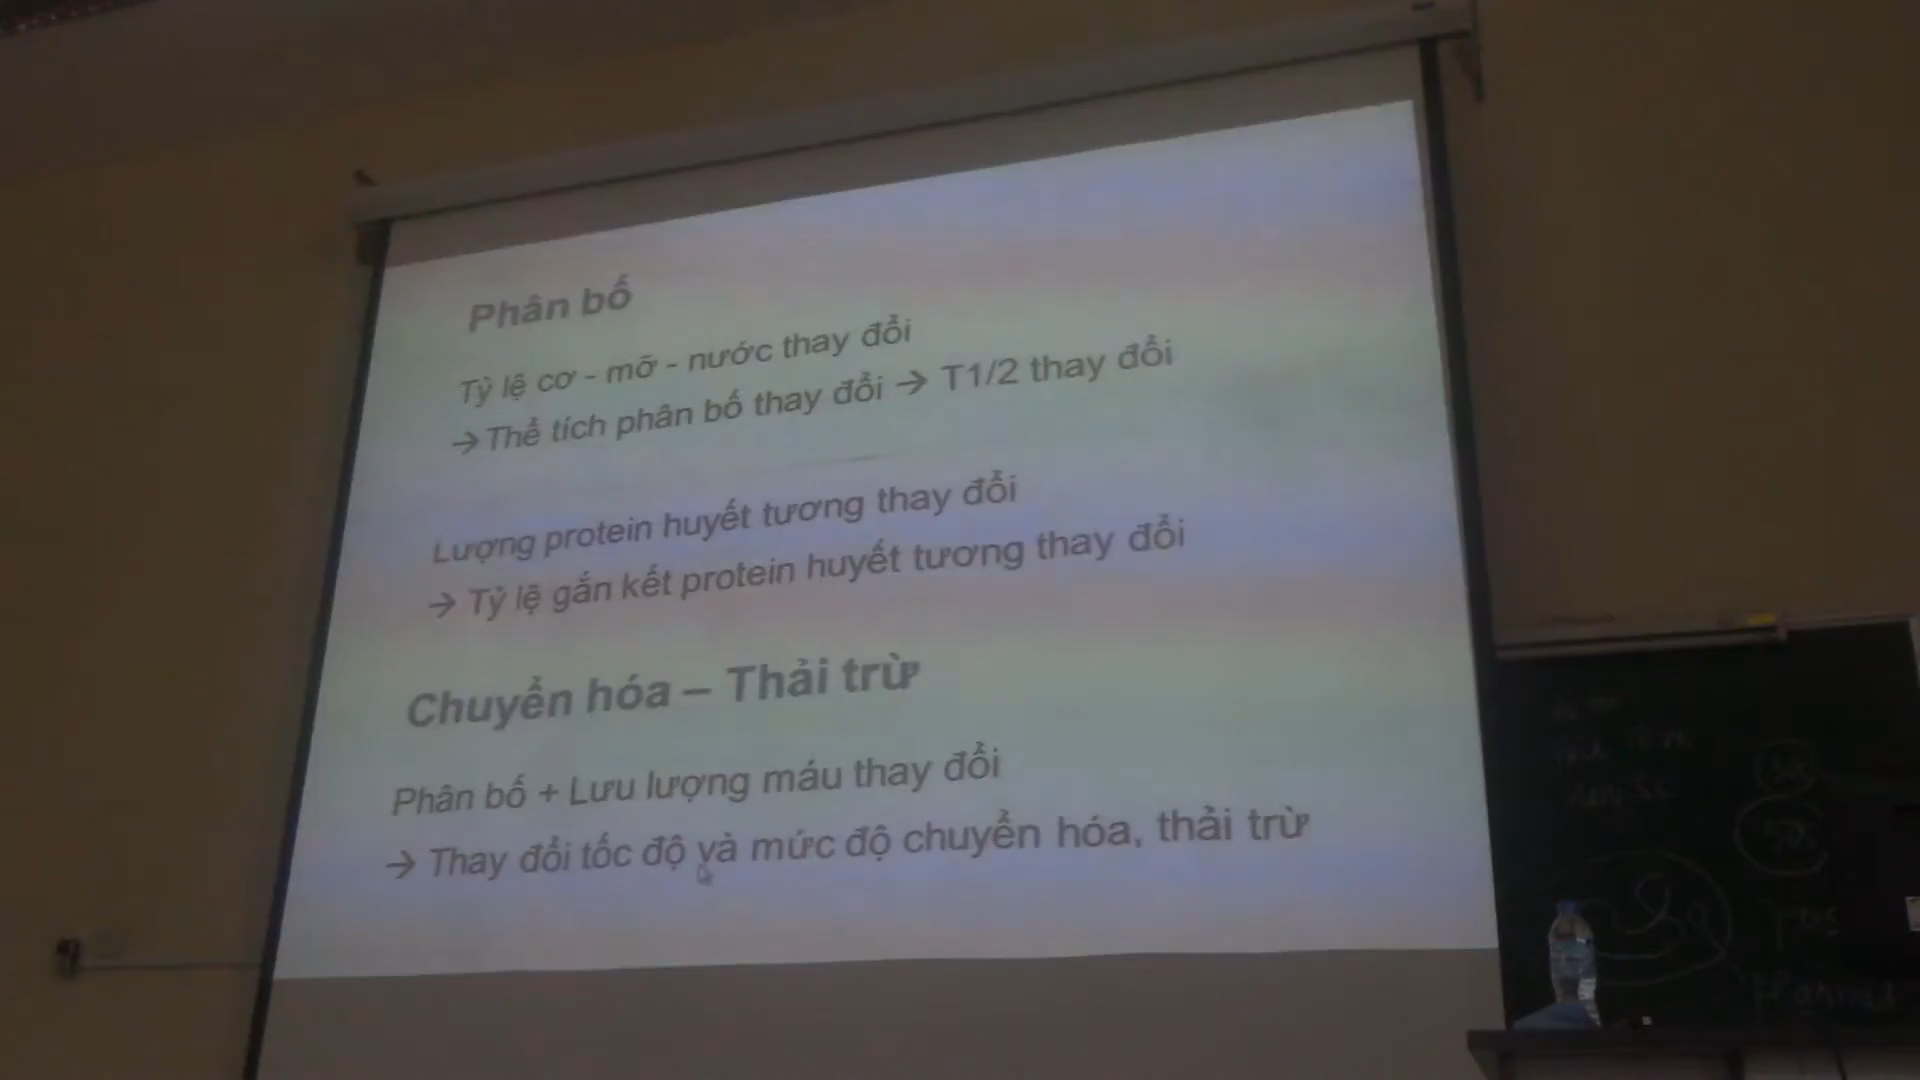 Phân bố
Tỷ lệ cơ - mỡ - nước thay đổi
→ Thể tích phân bố thay đổi → T1/2 thay đổi
Lượng protein huyết tương thay đổi
→ Tỷ lệ gắn kết protein huyết tương thay đổi
Chuyển hóa – Thải trừ
Phân bố + Lưu lượng máu thay đổi
→ Thay đổi tốc độ và mức độ chuyển hóa, thải trừ